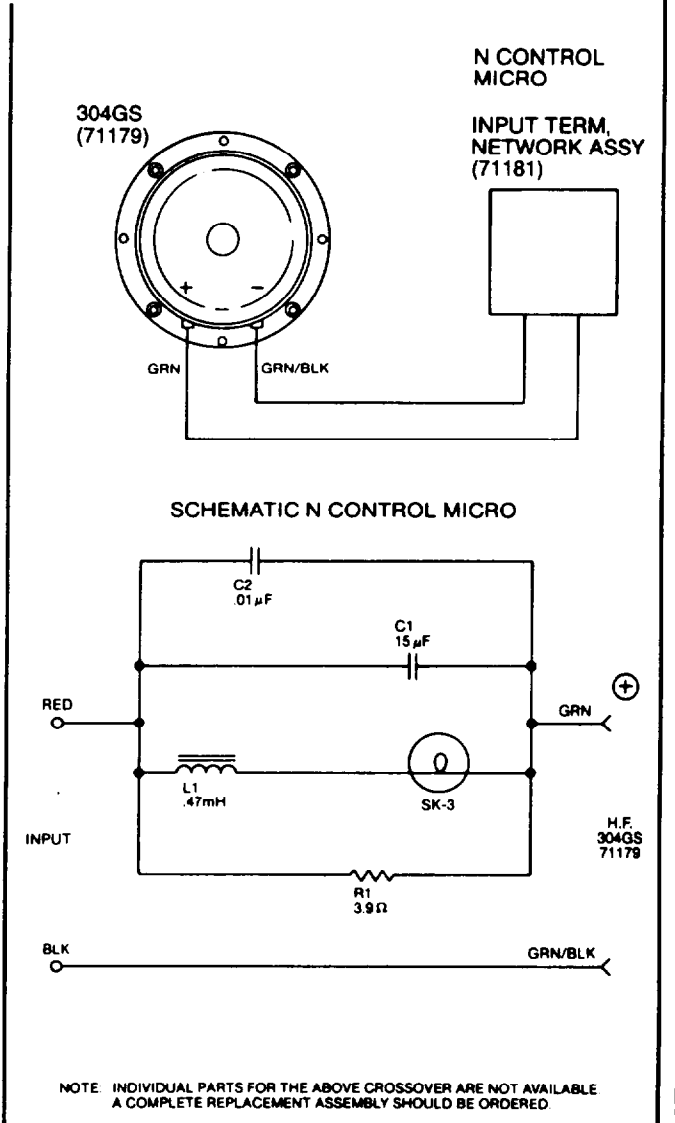 N CONTROL
MICRO
304GS
(71179)
INPUT TERM,
NETWORK ASSY
(71181)
+ −
GRN GRN/BLK
SCHEMATIC N CONTROL MICRO
C2
.01µF
C1
15µF
+
RED
GRN
L1
.47mH
SK-3
INPUT
H.F.
304GS
71179
R1
3.9Ω
BLK
GRN/BLK
NOTE: INDIVIDUAL PARTS FOR THE ABOVE CROSSOVER ARE NOT AVAILABLE
A COMPLETE REPLACEMENT ASSEMBLY SHOULD BE ORDERED.